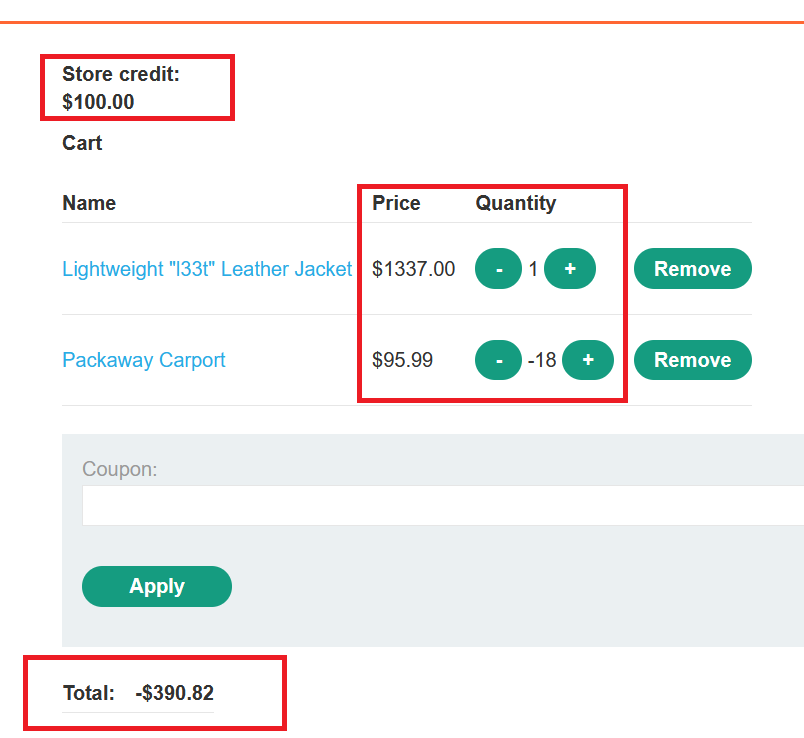 Store credit:
$100.00
Cart
Name Price Quantity
Lightweight "l33t" Leather Jacket $1337.00 - 1 + Remove
Packaway Carport $95.99 - -18 + Remove
Coupon:
Apply
Total: -$390.82